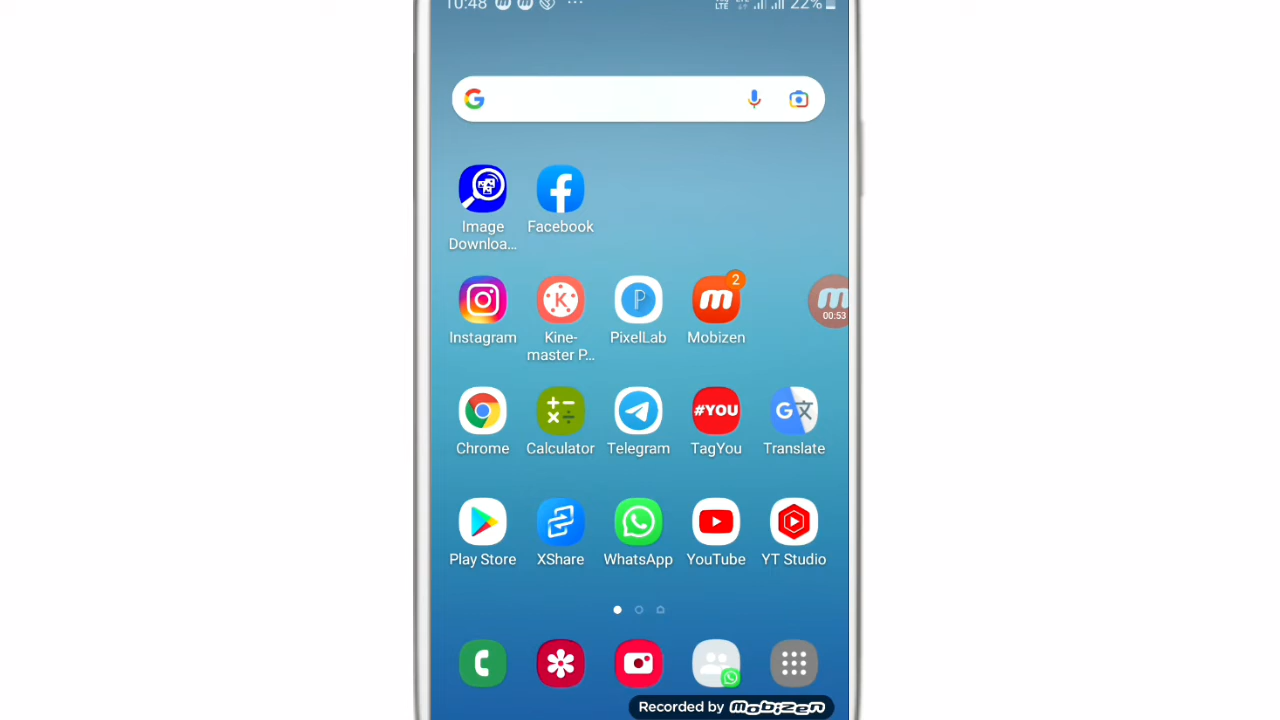 10:48 22%
Image
Downloa...
Facebook
2
00:53
Instagram
Kine-
master P...
PixelLab
Mobizen
#YOU
Chrome
Calculator
Telegram
TagYou
Translate
Play Store
XShare
WhatsApp
YouTube
YT Studio
Recorded by mobizen